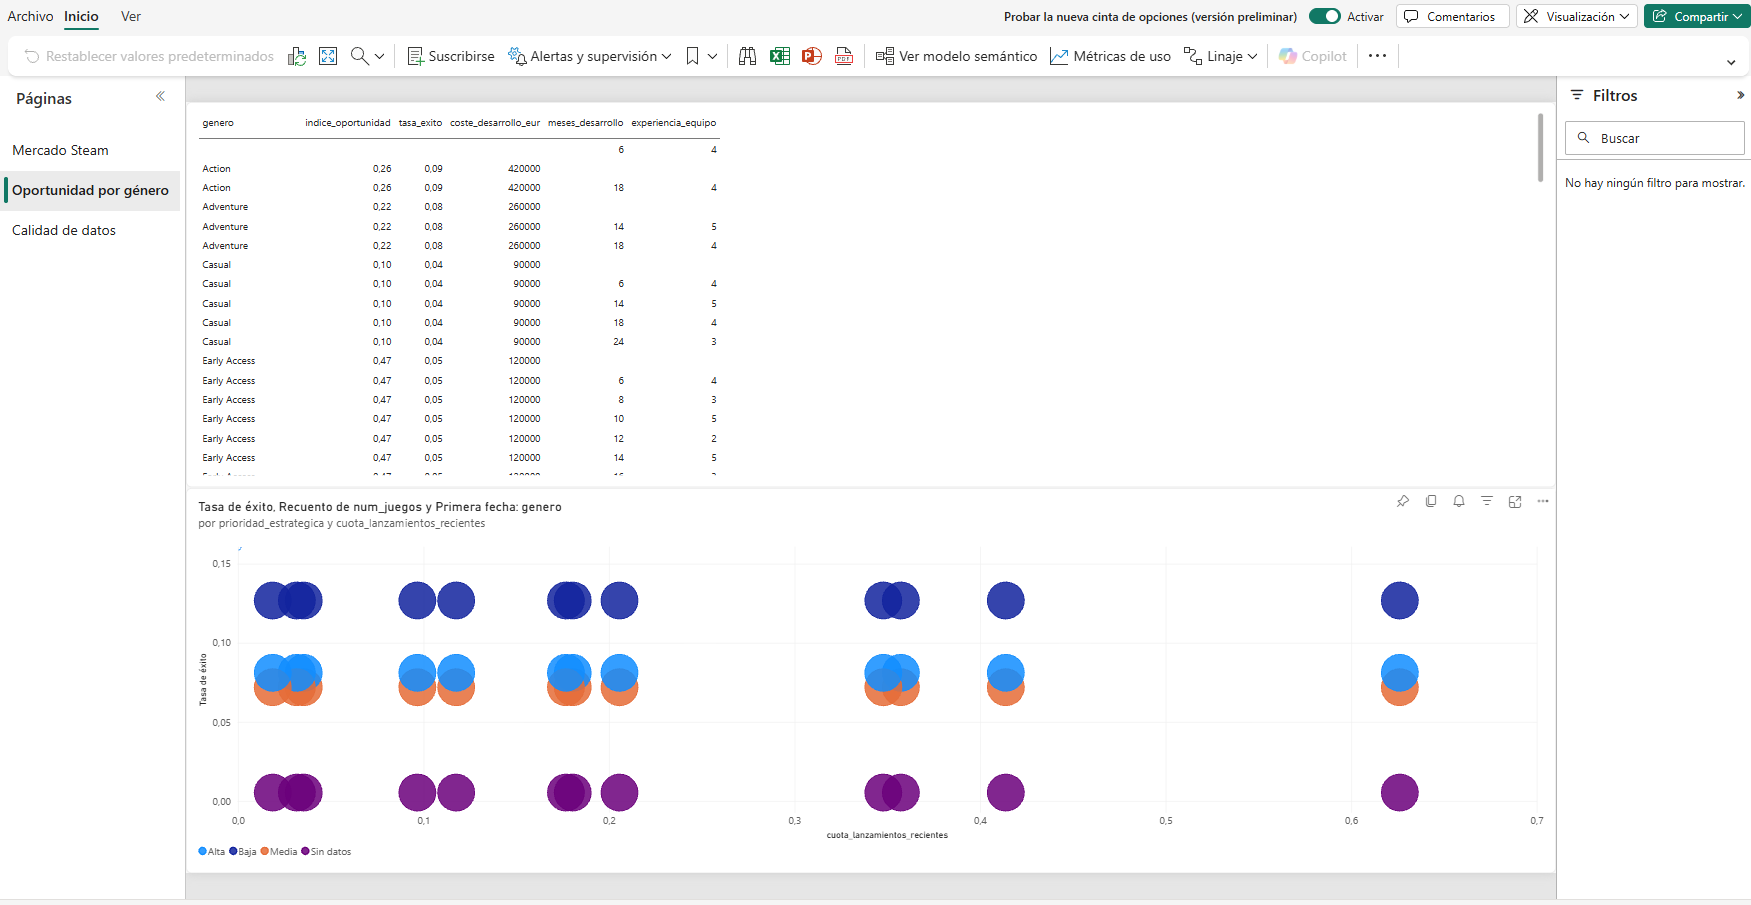 Archivo Inicio Ver
Probar la nueva cinta de opciones (versión preliminar) Activar Comentarios Visualización Compartir
Restablecer valores predeterminados Suscribirse Alertas y supervisión Ver modelo semántico Métricas de uso Linaje Copilot
Páginas
Mercado Steam
Oportunidad por género
Calidad de datos
genero indice_oportunidad tasa_exito coste_desarrollo_eur meses_desarrollo experiencia_equipo
6 4
Action 0,26 0,09 420000
Action 0,26 0,09 420000 18 4
Adventure 0,22 0,08 260000
Adventure 0,22 0,08 260000 14 5
Adventure 0,22 0,08 260000 18 4
Casual 0,10 0,04 90000
Casual 0,10 0,04 90000 6 4
Casual 0,10 0,04 90000 14 5
Casual 0,10 0,04 90000 18 4
Casual 0,10 0,04 90000 24 3
Early Access 0,47 0,05 120000
Early Access 0,47 0,05 120000 6 4
Early Access 0,47 0,05 120000 8 3
Early Access 0,47 0,05 120000 10 5
Early Access 0,47 0,05 120000 12 2
Early Access 0,47 0,05 120000 14 5
Tasa de éxito, Recuento de num_juegos y Primera fecha: genero
por prioridad_estrategica y cuota_lanzamientos_recientes
0,15
0,10
0,05
0,00
Tasa de éxito
0,0 0,1 0,2 0,3 0,4 0,5 0,6 0,7
cuota_lanzamientos_recientes
Alta Baja Media Sin datos
Filtros
Buscar
No hay ningún filtro para mostrar.